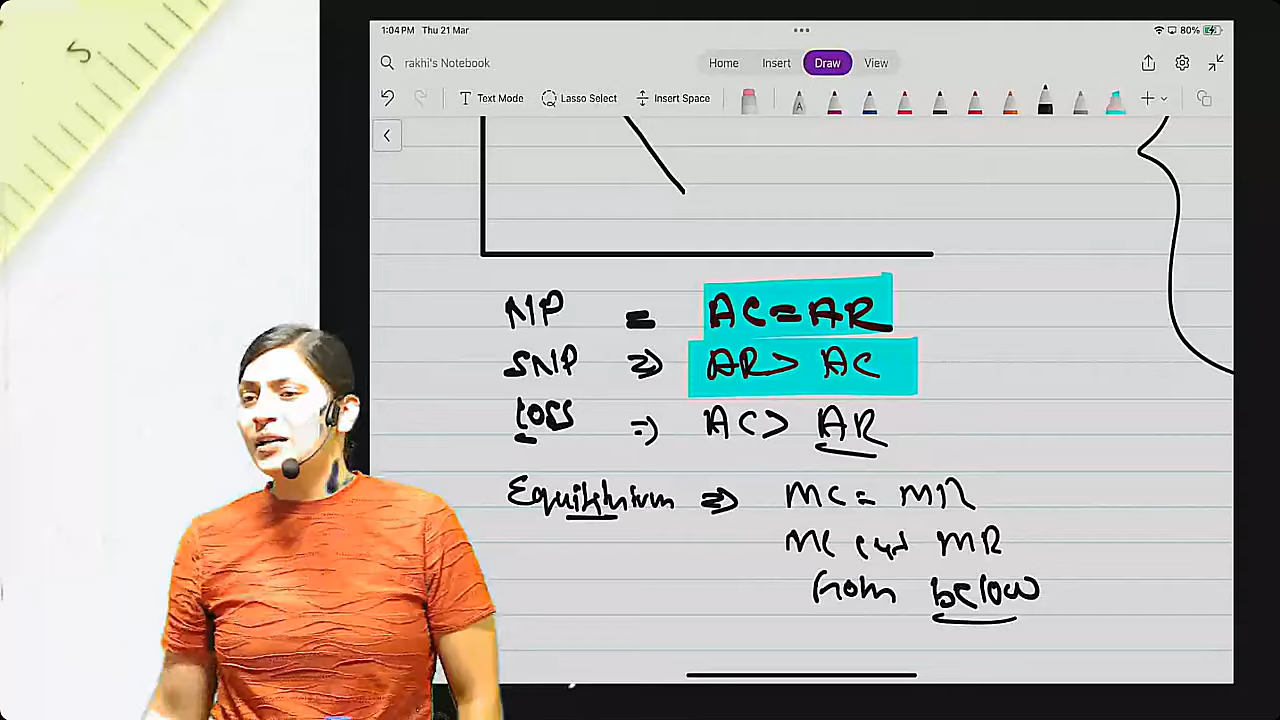 5
1:04 PM Thu 21 Mar
80%
rakhi's Notebook
Home Insert Draw View
Text Mode Lasso Select Insert Space
A
NP = AC = AR
SNP ⇒ AR > AC
Loss ⇒ AC > AR
Equilibrium ⇒ MC = MR
MC cut MR
from below